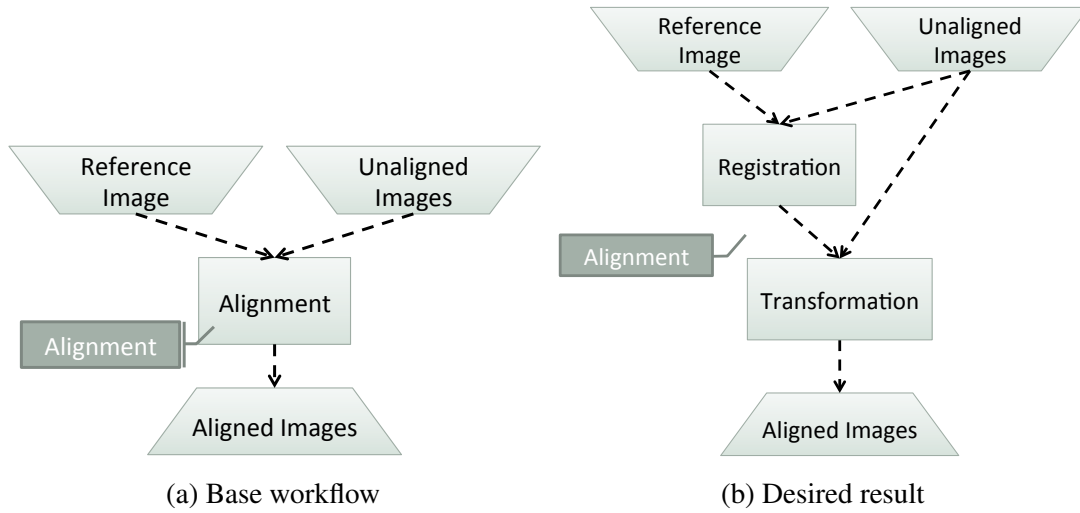 Reference
Image
Unaligned
Images
Alignment
Alignment
Aligned Images
(a) Base workflow
Reference
Image
Unaligned
Images
Registration
Alignment
Transformation
Aligned Images
(b) Desired result